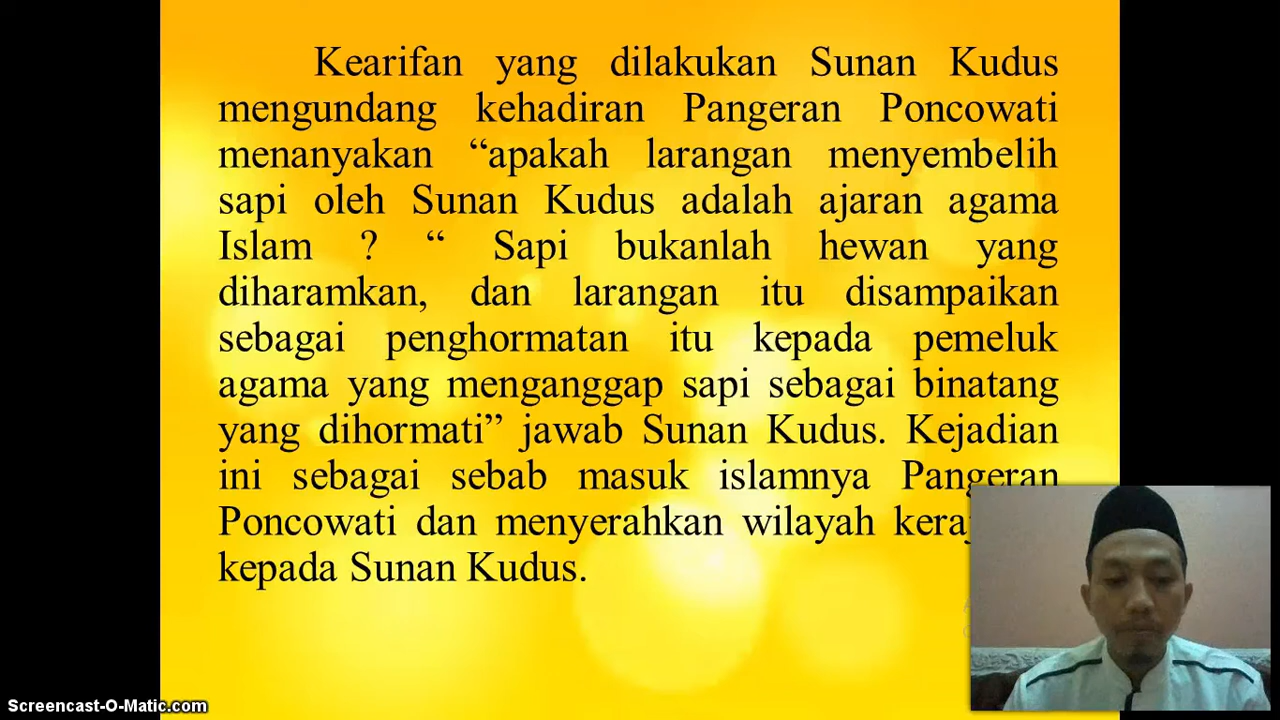 Kearifan yang dilakukan Sunan Kudus
mengundang kehadiran Pangeran Poncowati
menanyakan “apakah larangan menyembelih
sapi oleh Sunan Kudus adalah ajaran agama
Islam ? “ Sapi bukanlah hewan yang
diharamkan, dan larangan itu disampaikan
sebagai penghormatan itu kepada pemeluk
agama yang menganggap sapi sebagai binatang
yang dihormati” jawab Sunan Kudus. Kejadian
ini sebagai sebab masuk islamnya Pangeran
Poncowati dan menyerahkan wilayah
kepada Sunan Kudus.
Screencast-O-Matic.com